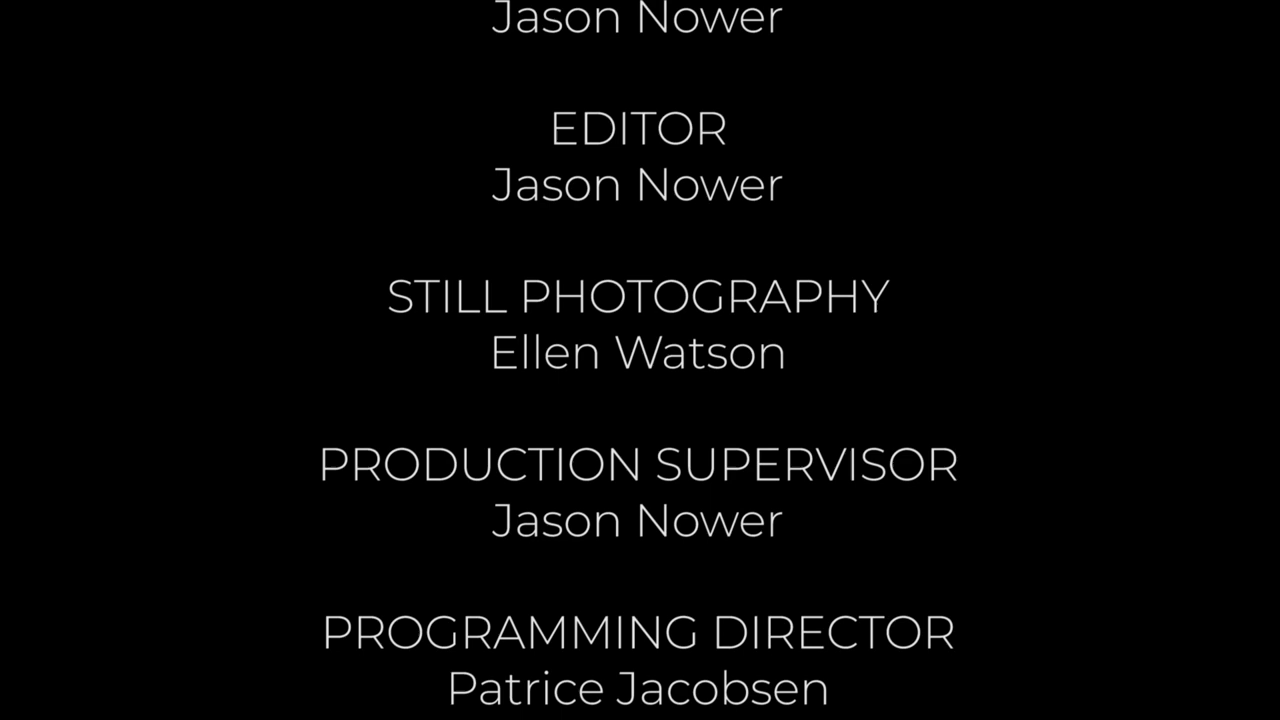 Jason Nower
EDITOR
Jason Nower
STILL PHOTOGRAPHY
Ellen Watson
PRODUCTION SUPERVISOR
Jason Nower
PROGRAMMING DIRECTOR
Patrice Jacobsen